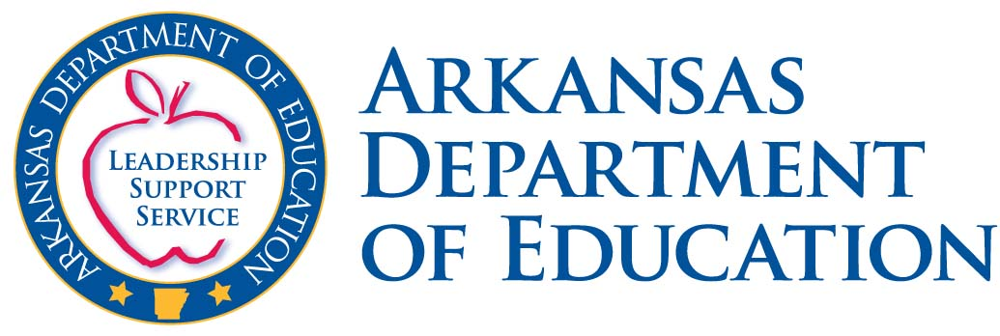 ARKANSAS DEPARTMENT OF EDUCATION
LEADERSHIP
SUPPORT
SERVICE
ARKANSAS
DEPARTMENT
OF EDUCATION